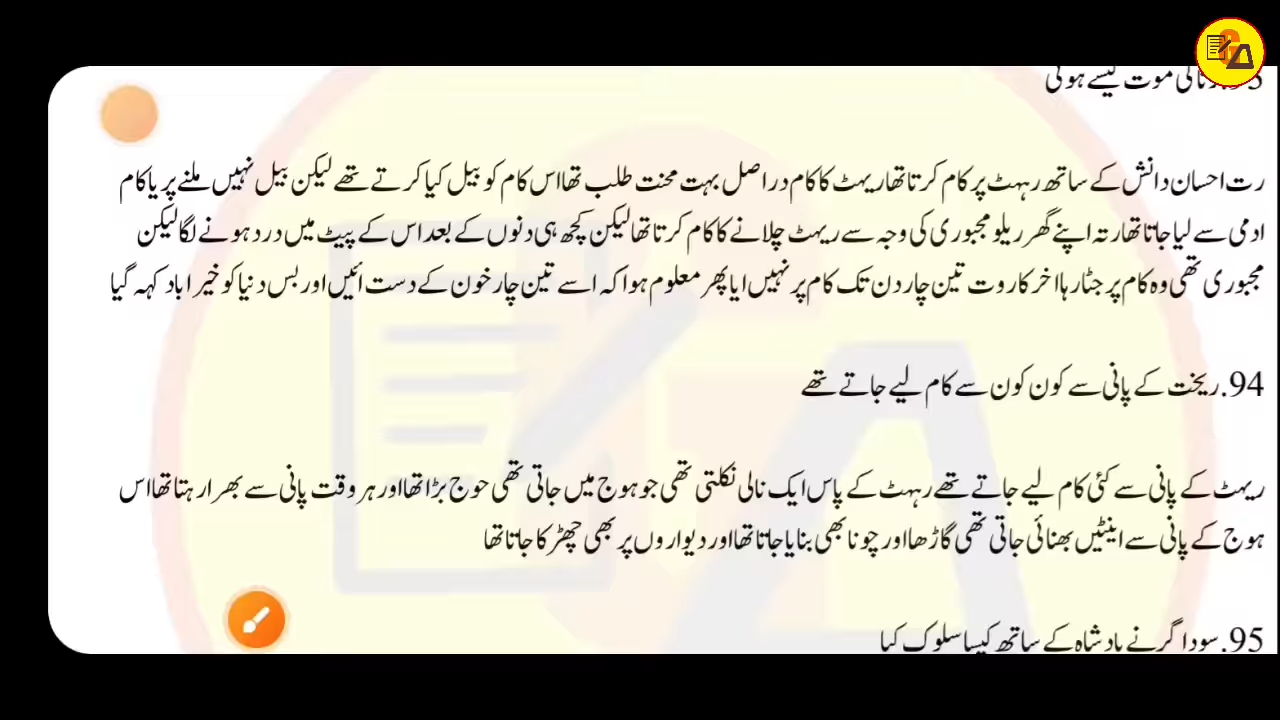 کی موت کیسے ہوئی
رت احسان دانش کے ساتھ رہٹ پر کام کرتا تھا ریہٹ کا کام دراصل بہت محنت طلب تھا اس کام کو بیل کیا کرتے تھے لیکن بیل نہیں ملنے پر یا کام
ادمی سے لیا جاتا تھا رتہ اپنے گھر ریلو مجبوری کی وجہ سے ریہٹ چلانے کا کام کرتا تھا لیکن کچھ ہی دنوں کے بعد اس کے پیٹ میں درد ہونے لگا لیکن
مجبوری تھی وہ کام پر جٹا رہا اخر کار وت تین چار دن تک کام پر نہیں ایا پھر معلوم ہوا کہ اسے تین چار خون کے دست ائیں اور بس دنیا کو خیر اباد کہہ گیا
94. ریخت کے پانی سے کون کون سے کام لیے جاتے تھے
ریہٹ کے پانی سے کئی کام لیے جاتے تھے رہٹ کے پاس ایک نالی نکلتی تھی جو ہوج میں جاتی تھی حوج بڑا تھا اور ہر وقت پانی سے بھرا رہتا تھا اس
ہوج کے پانی سے اینٹیں بھنائی جاتی تھی گاڑھا اور چونا بھی بنایا جاتا تھا اور دیواروں پر بھی چھڑکا جاتا تھا
95. سوداگر نے بادشاہ کے ساتھ کیسا سلوک کیا